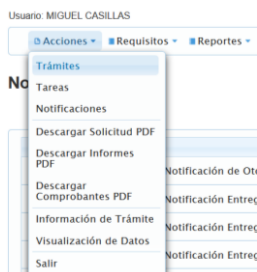 Usuario: MIGUEL CASILLAS
Acciones Requisitos Reportes
Trámites
No
Tareas
Notificaciones
Descargar Solicitud PDF
Descargar Informes
PDF
Notificación de Ot
Descargar
Comprobantes PDF
Notificación Entreg
Información de Trámite
Notificación Entreg
Visualización de Datos
Notificación Entreg
Salir